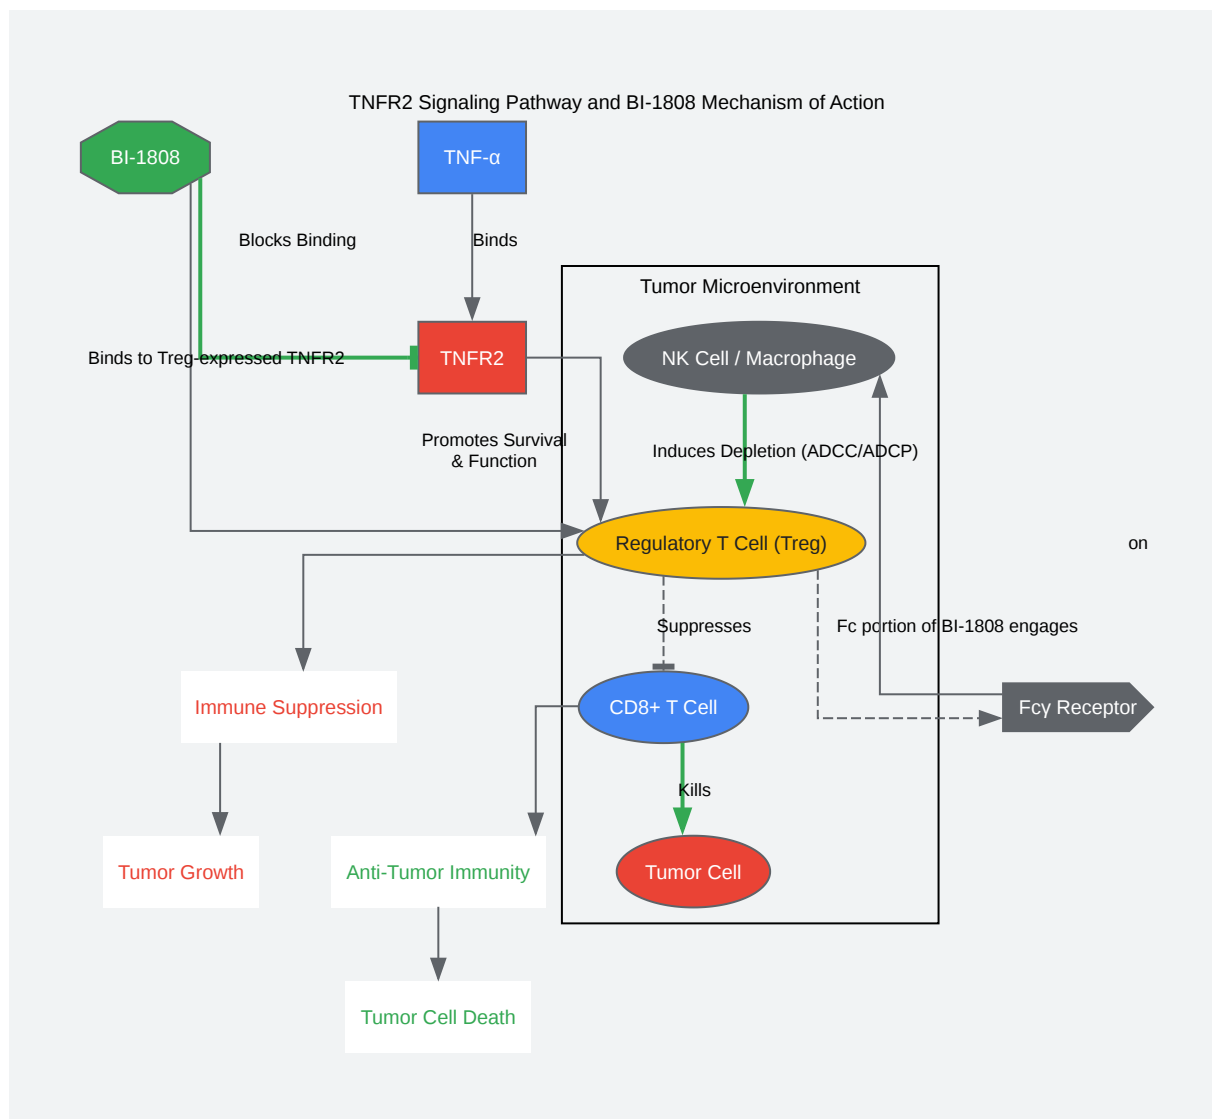 TNFR2 Signaling Pathway and BI-1808 Mechanism of Action
BI-1808
TNF-α
Blocks Binding
Binds
Tumor Microenvironment
Binds to Treg-expressed TNFR2
TNFR2
NK Cell / Macrophage
Promotes Survival
& Function
Induces Depletion (ADCC/ADCP)
Regulatory T Cell (Treg)
on
Suppresses
Fc portion of BI-1808 engages
Immune Suppression
CD8+ T Cell
Fcγ Receptor
Kills
Tumor Growth
Anti-Tumor Immunity
Tumor Cell
Tumor Cell Death